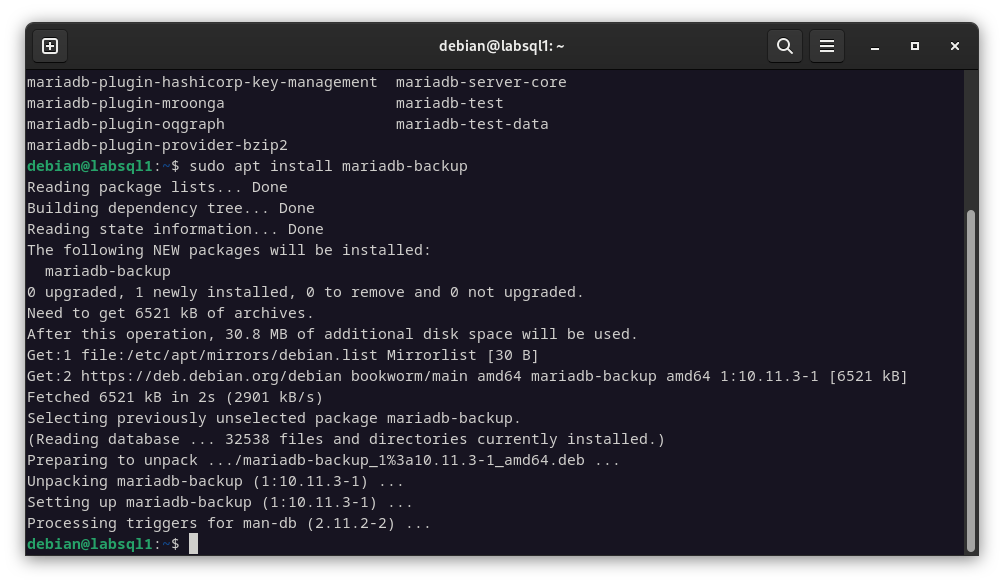 debian@labsql1: ~
mariadb-plugin-hashicorp-key-management  mariadb-server-core
mariadb-plugin-mroonga                   mariadb-test
mariadb-plugin-oqgraph                   mariadb-test-data
mariadb-plugin-provider-bzip2
debian@labsql1:~$ sudo apt install mariadb-backup
Reading package lists... Done
Building dependency tree... Done
Reading state information... Done
The following NEW packages will be installed:
  mariadb-backup
0 upgraded, 1 newly installed, 0 to remove and 0 not upgraded.
Need to get 6521 kB of archives.
After this operation, 30.8 MB of additional disk space will be used.
Get:1 file:/etc/apt/mirrors/debian.list Mirrorlist [30 B]
Get:2 https://deb.debian.org/debian bookworm/main amd64 mariadb-backup amd64 1:10.11.3-1 [6521 kB]
Fetched 6521 kB in 2s (2901 kB/s)
Selecting previously unselected package mariadb-backup.
(Reading database ... 32538 files and directories currently installed.)
Preparing to unpack .../mariadb-backup_1%3a10.11.3-1_amd64.deb ...
Unpacking mariadb-backup (1:10.11.3-1) ...
Setting up mariadb-backup (1:10.11.3-1) ...
Processing triggers for man-db (2.11.2-2) ...
debian@labsql1:~$